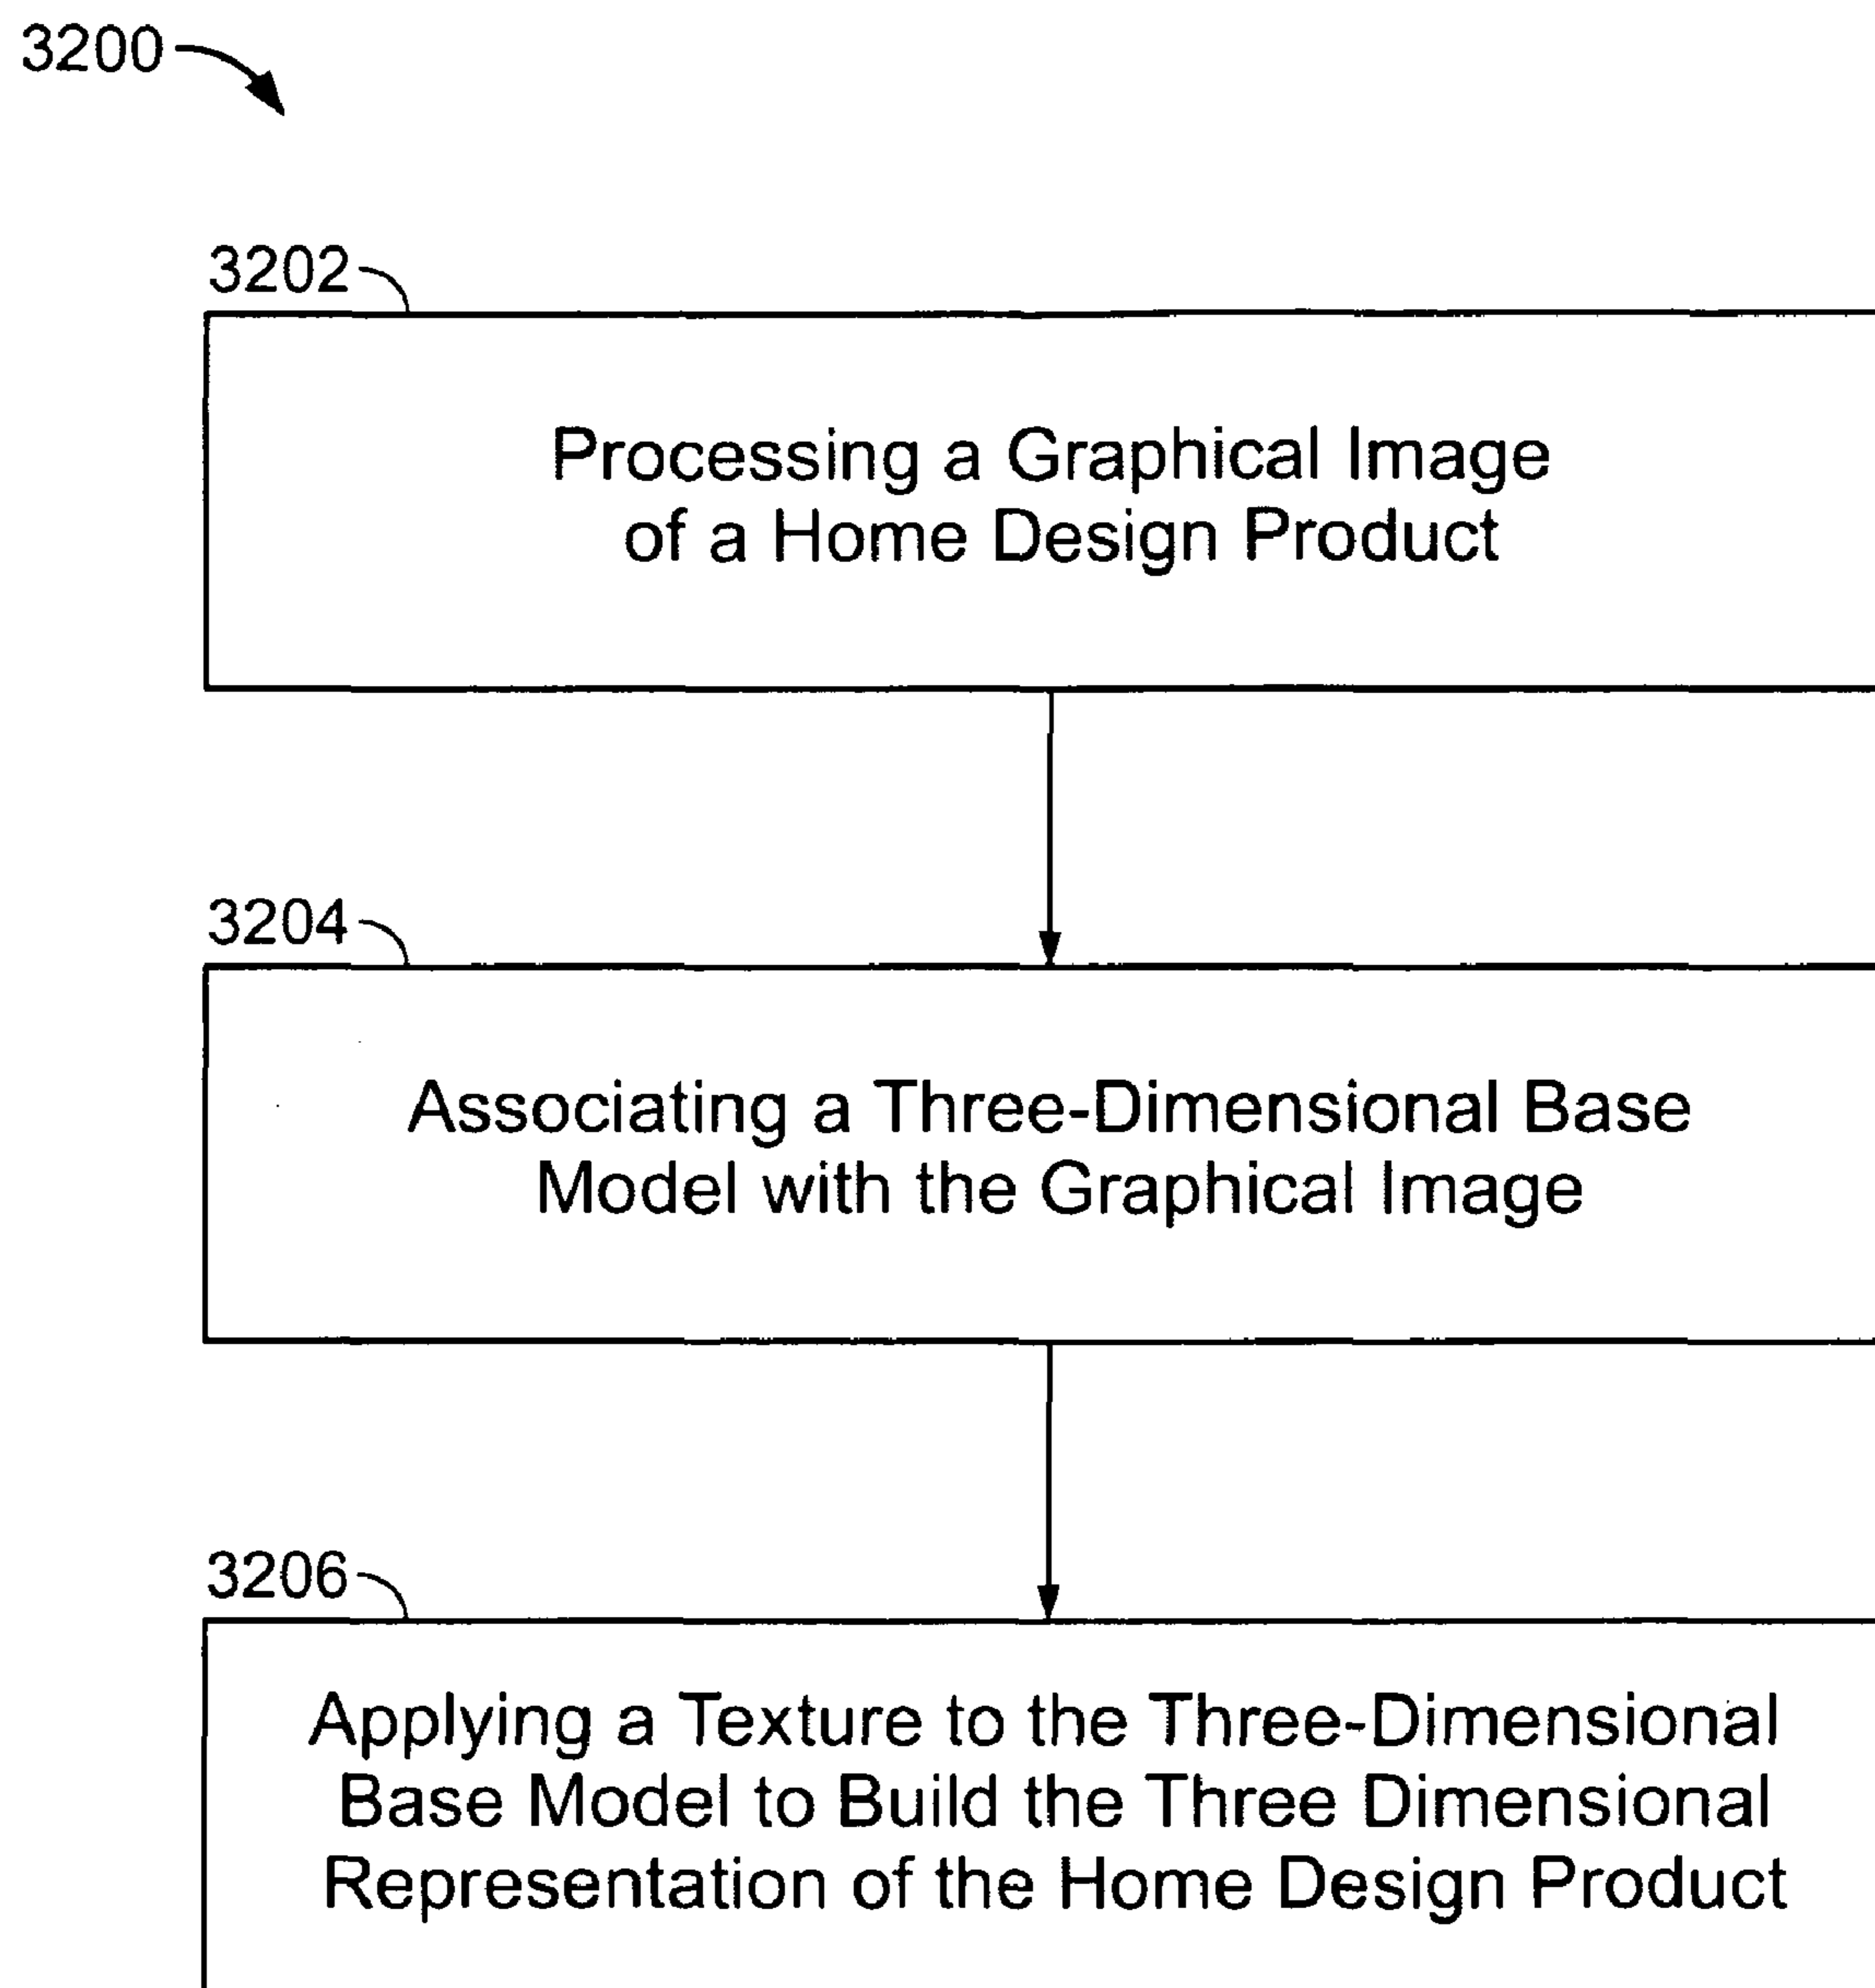 3200
3202
Processing a Graphical Image
of a Home Design Product
3204
Associating a Three-Dimensional Base
Model with the Graphical Image
3206
Applying a Texture to the Three-Dimensional
Base Model to Build the Three Dimensional
Representation of the Home Design Product